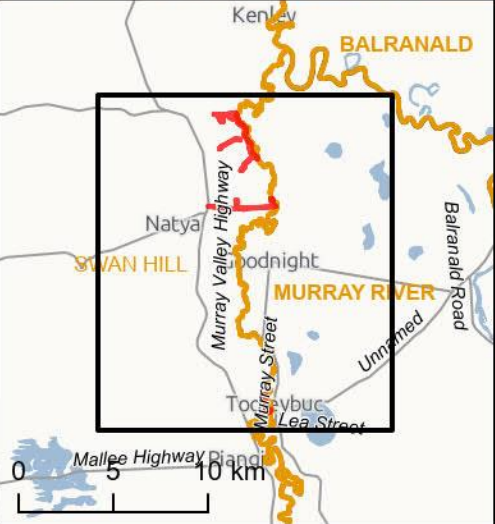 Kenley
BALRANALD
Murray Valley Highway
Natya
Balranald Road
SWAN HILL
Goodnight
MURRAY RIVER
Murray Street
Unnamed
Lea Street
Mallee Highway
Piangil
0 5 10 km